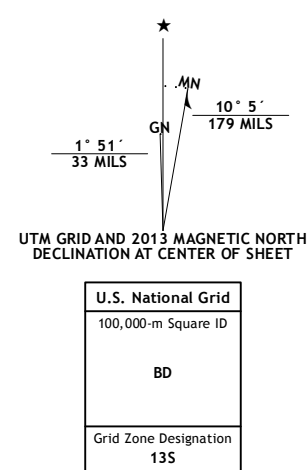 ★
MN
GN
10° 5´
179 MILS
1° 51´
33 MILS
UTM GRID AND 2013 MAGNETIC NORTH
DECLINATION AT CENTER OF SHEET
U.S. National Grid
100,000-m Square ID
BD
Grid Zone Designation
13S